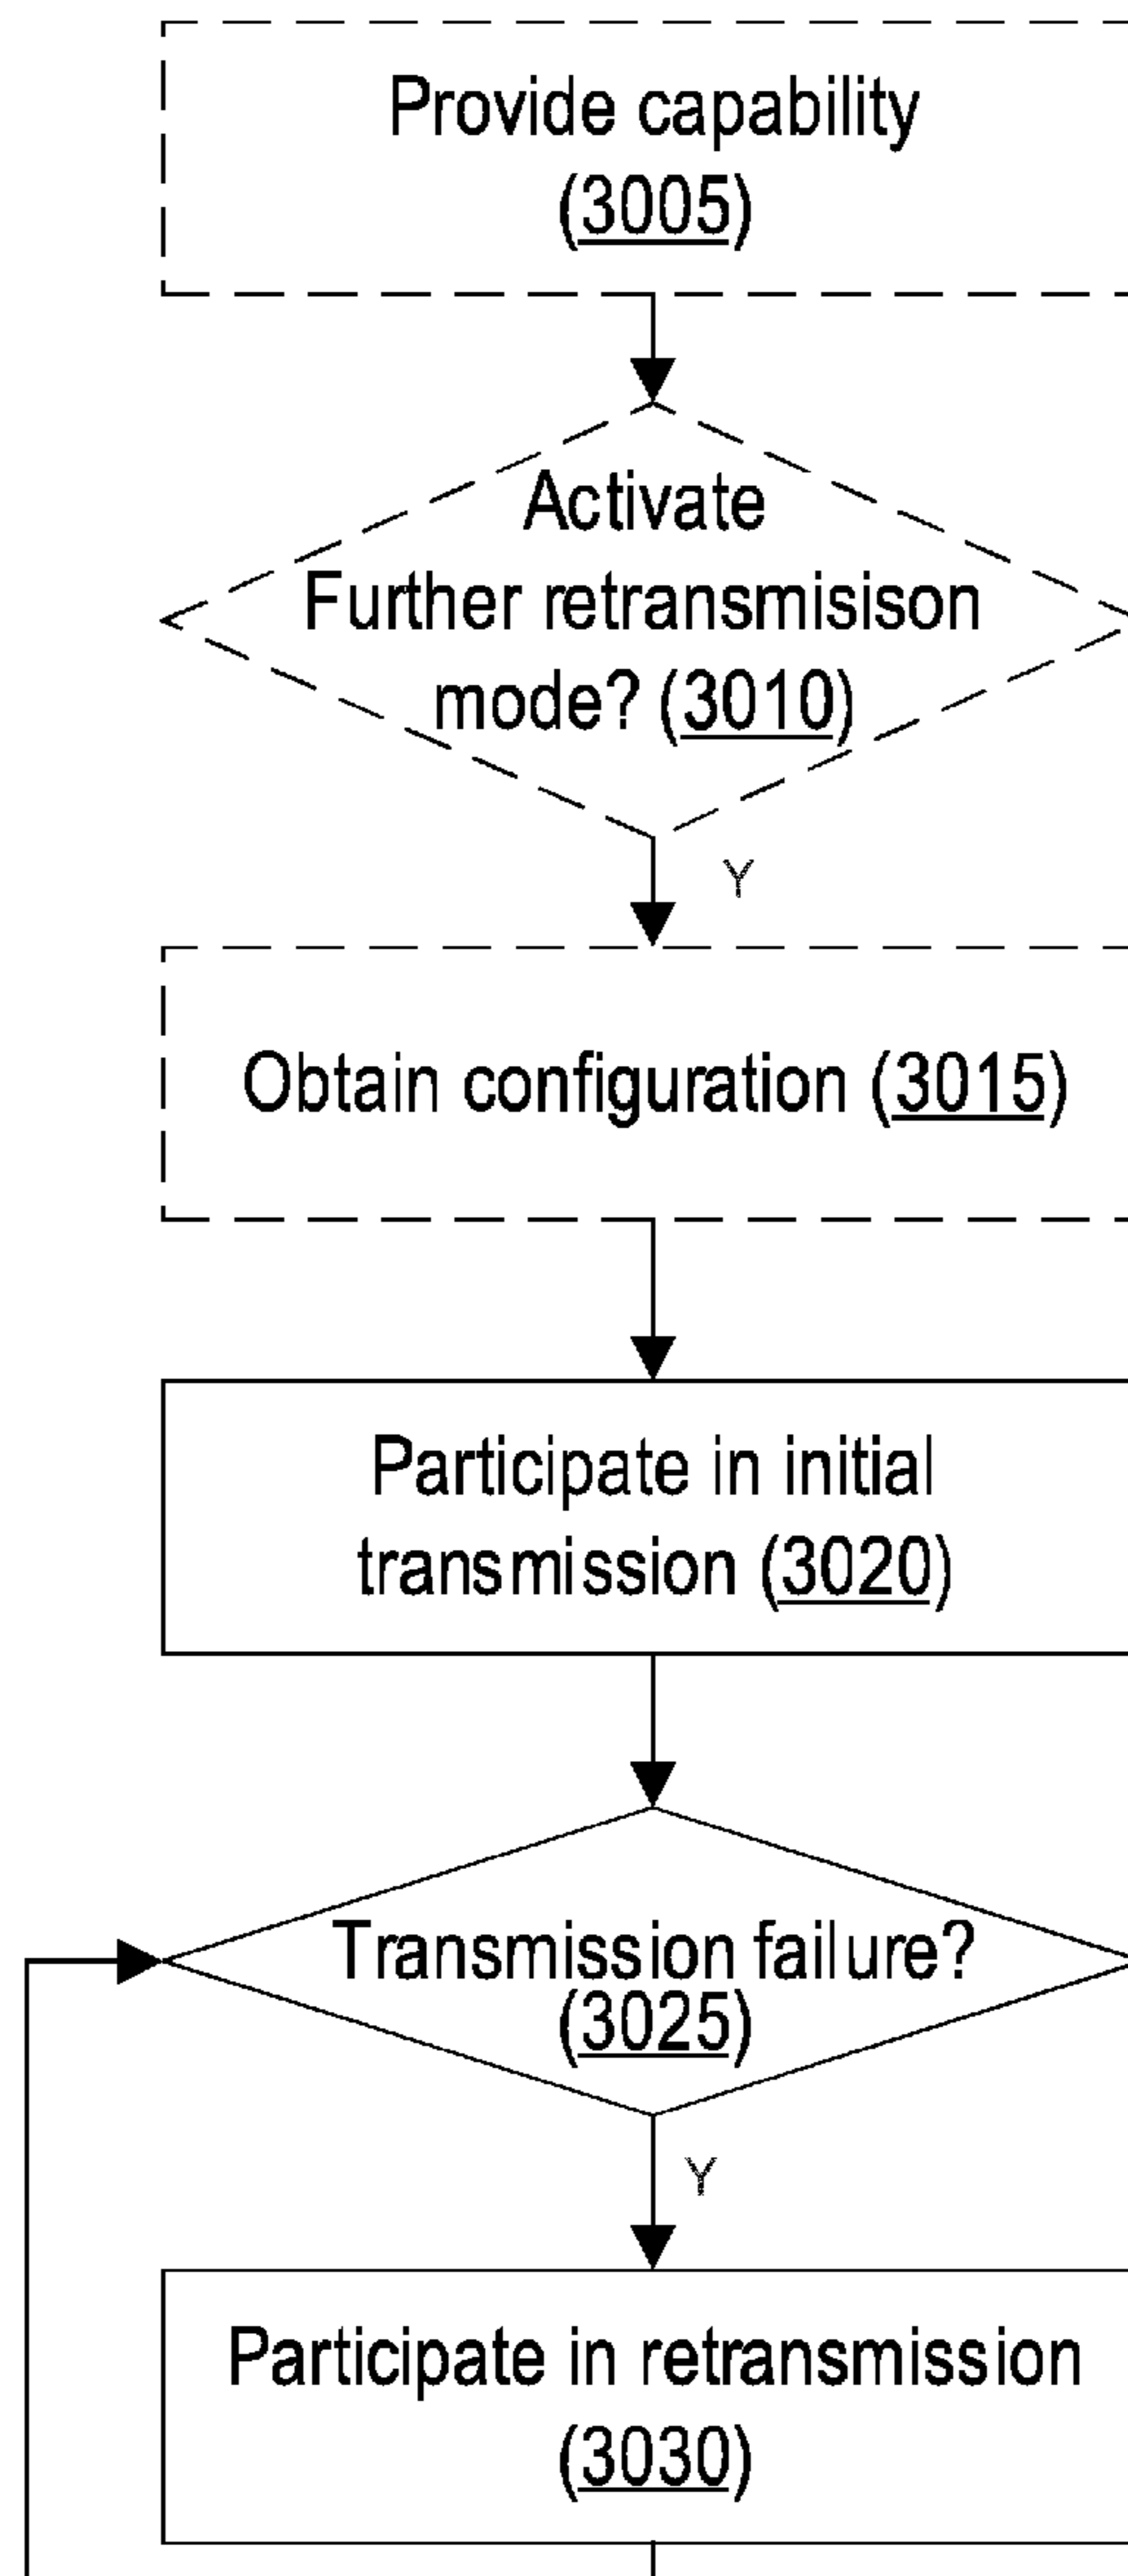 Provide capability
(3005)
Activate
Further retransmisison
mode? (3010)
Y
Obtain configuration (3015)
Participate in initial
transmission (3020)
Transmission failure?
(3025)
Y
Participate in retransmission
(3030)